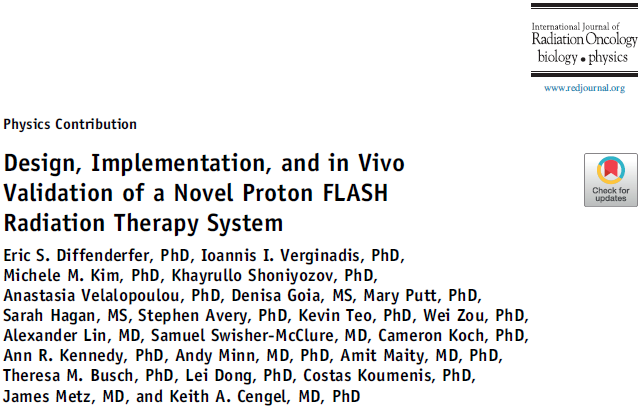 International Journal of
Radiation Oncology
biology • physics
www.redjournal.org
Physics Contribution
Design, Implementation, and in Vivo
Validation of a Novel Proton FLASH
Radiation Therapy System
Check for
updates
Eric S. Diffenderfer, PhD, Ioannis I. Verginadis, PhD,
Michele M. Kim, PhD, Khayrullo Shoniyozov, PhD,
Anastasia Velalopoulou, PhD, Denisa Goia, MS, Mary Putt, PhD,
Sarah Hagan, MS, Stephen Avery, PhD, Kevin Teo, PhD, Wei Zou, PhD,
Alexander Lin, MD, Samuel Swisher-McClure, MD, Cameron Koch, PhD,
Ann R. Kennedy, PhD, Andy Minn, MD, PhD, Amit Maity, MD, PhD,
Theresa M. Busch, PhD, Lei Dong, PhD, Costas Koumenis, PhD,
James Metz, MD, and Keith A. Cengel, MD, PhD